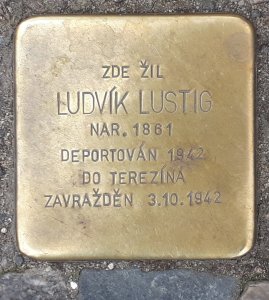 ZDE ŽIL
LUDVÍK LUSTIG
NAR. 1861
DEPORTOVÁN 1942
DO TEREZÍNA
ZAVRAŽDĚN 3.10.1942